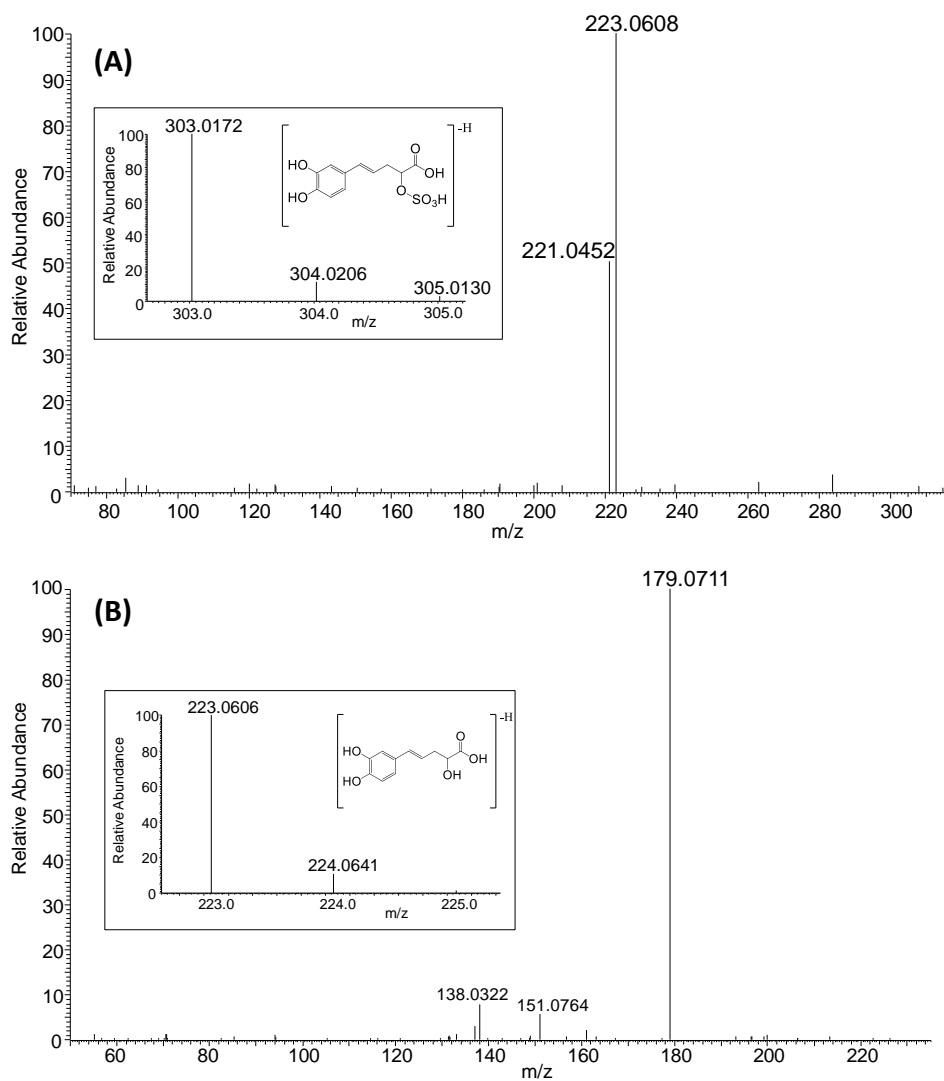 (A)
223.0608
221.0452
Relative Abundance
100
90
80
70
60
50
40
30
20
10
0
80 100 120 140 160 180 200 220 240 260 280 300
m/z
303.0172
304.0206
305.0130
Relative Abundance
100
80
60
40
20
0
303.0 304.0 305.0
m/z
-H
O
HO
OH
HO
O
SO3H
(B)
179.0711
138.0322
151.0764
Relative Abundance
100
90
80
70
60
50
40
30
20
10
0
60 80 100 120 140 160 180 200 220
m/z
223.0606
224.0641
Relative Abundance
100
80
60
40
20
0
223.0 224.0 225.0
m/z
-H
O
HO
OH
HO
OH